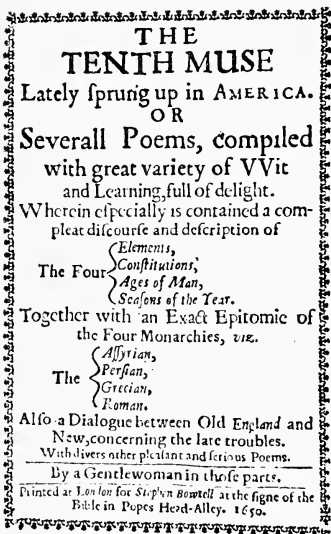 THE
TENTH MUSE
Lately ſprung up in AMERICA.
OR
Severall Poems, compiled
with great variety of VVit
and Learning, full of delight.
Wherein eſpecially is contained a com-
pleat diſcourſe and deſcription of
The Four
Elements,
Conſtitutions,
Ages of Man,
Seaſons of the Year.
Together with an Exact Epitomie of
the Four Monarchies, viz.
The
Aſſyrian,
Perſian,
Grecian,
Roman.
Alſo a Dialogue between Old England and
New, concerning the late troubles.
With divers other pleaſant and ſerious Poems.
By a Gentlewoman in thoſe parts.
Printed at London for Stephen Bowtell at the ſigne of the
Bible in Popes Head-Alley. 1650.